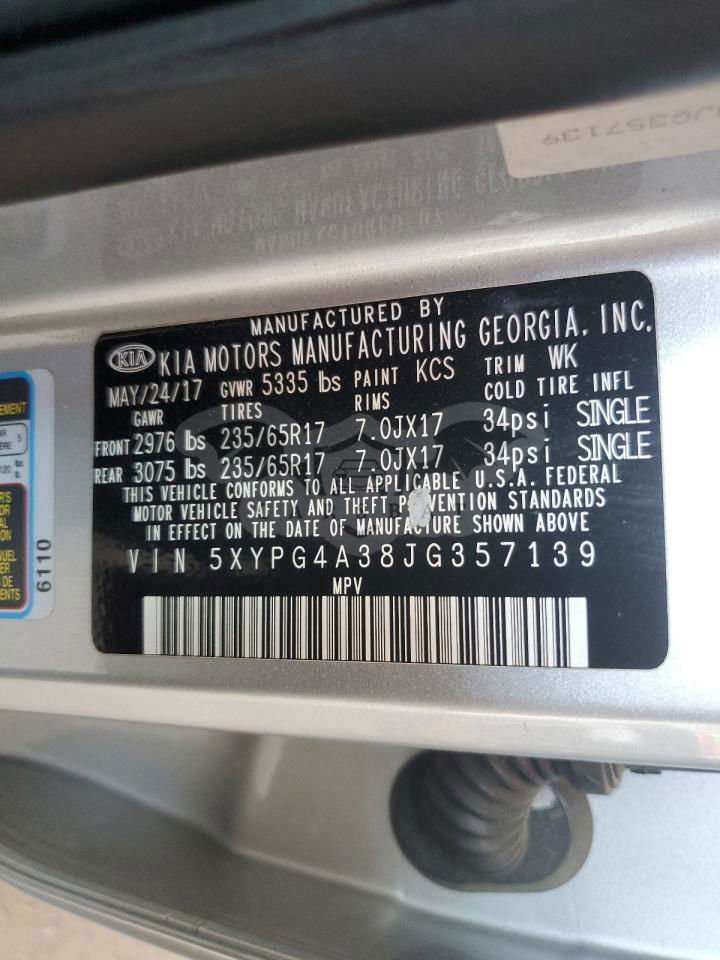 JG357139
MANUFACTURED BY
KIA KIA MOTORS MANUFACTURING GEORGIA, INC.
MAY/24/17 GVWR 5335 lbs PAINT KCS TRIM WK
GAWR TIRES RIMS COLD TIRE INFL
FRONT 2976 lbs 235/65R17 7.0JX17 34psi SINGLE
REAR 3075 lbs 235/65R17 7.0JX17 34psi SINGLE
THIS VEHICLE CONFORMS TO ALL APPLICABLE U.S.A. FEDERAL
MOTOR VEHICLE SAFETY AND THEFT PREVENTION STANDARDS
IN EFFECT ON THE DATE OF MANUFACTURE SHOWN ABOVE
VIN 5XYPG4A38JG357139
MPV
5
lbs.
6110